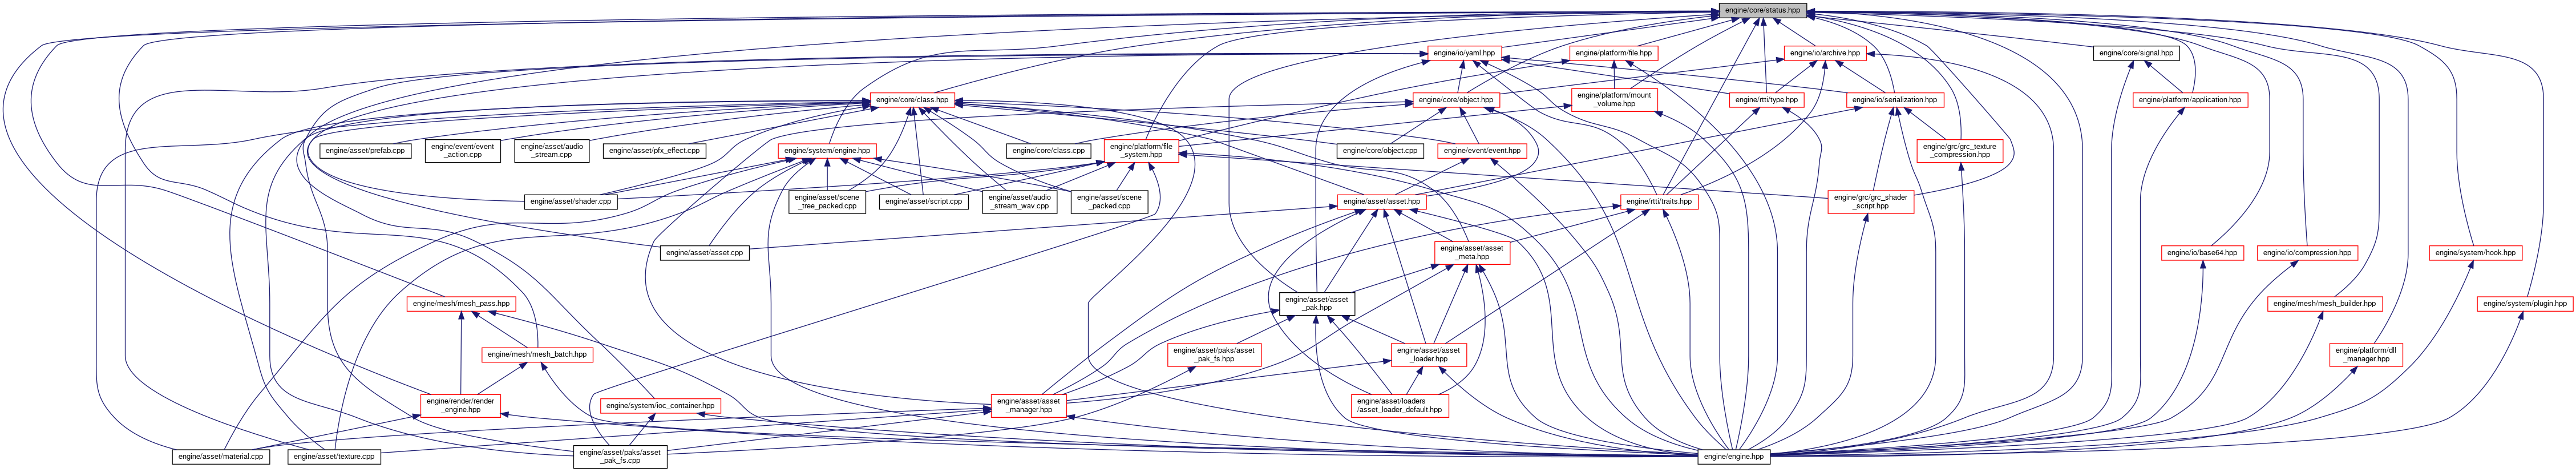 engine/core/status.hpp
engine/io/yaml.hpp
engine/platform/file.hpp
engine/io/archive.hpp
engine/core/signal.hpp
engine/core/class.hpp
engine/core/object.hpp
engine/platform/mount
_volume.hpp
engine/rtti/type.hpp
engine/io/serialization.hpp
engine/platform/application.hpp
engine/asset/prefab.cpp
engine/event/event
_action.cpp
engine/asset/audio
_stream.cpp
engine/asset/pfx_effect.cpp
engine/system/engine.hpp
engine/core/class.cpp
engine/platform/file
_system.hpp
engine/core/object.cpp
engine/event/event.hpp
engine/grc/grc_texture
_compression.hpp
engine/asset/shader.cpp
engine/asset/scene
_tree_packed.cpp
engine/asset/script.cpp
engine/asset/audio
_stream_wav.cpp
engine/asset/scene
_packed.cpp
engine/asset/asset.hpp
engine/rtti/traits.hpp
engine/grc/grc_shader
_script.hpp
engine/asset/asset.cpp
engine/asset/asset
_meta.hpp
engine/io/base64.hpp
engine/io/compression.hpp
engine/system/hook.hpp
engine/mesh/mesh_pass.hpp
engine/asset/asset
_pak.hpp
engine/mesh/mesh_builder.hpp
engine/system/plugin.hpp
engine/mesh/mesh_batch.hpp
engine/asset/paks/asset
_pak_fs.hpp
engine/asset/asset
_loader.hpp
engine/platform/dll
_manager.hpp
engine/render/render
_engine.hpp
engine/system/ioc_container.hpp
engine/asset/asset
_manager.hpp
engine/asset/loaders
/asset_loader_default.hpp
engine/asset/material.cpp
engine/asset/texture.cpp
engine/asset/paks/asset
_pak_fs.cpp
engine/engine.hpp